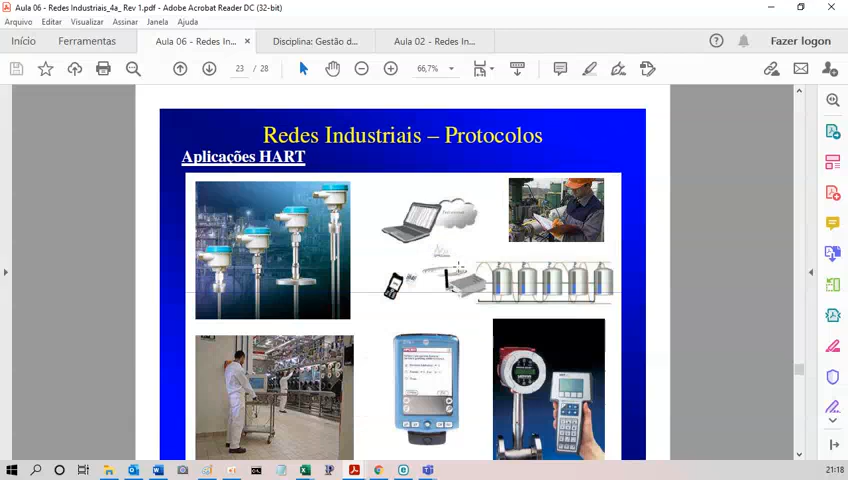 Aula 06 - Redes Industriais_4a_ Rev 1.pdf - Adobe Acrobat Reader DC (32-bit)
Arquivo Editar Visualizar Assinar Janela Ajuda
Início Ferramentas Aula 06 - Redes In... × Disciplina: Gestão d... Aula 02 - Redes In... Fazer logon
23 / 28 66,7%
Redes Industriais – Protocolos
Aplicações HART
21:18